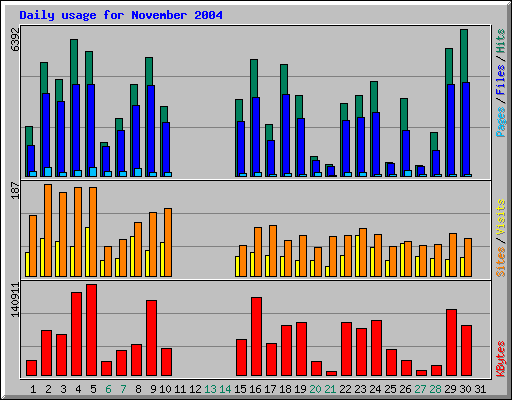 Daily usage for November 2004
6392
Pages / Files / Hits
187
Sites / Visits
140911
KBytes
1 2 3 4 5 6 7 8 9 10 11 12 13 14 15 16 17 18 19 20 21 22 23 24 25 26 27 28 29 30 31